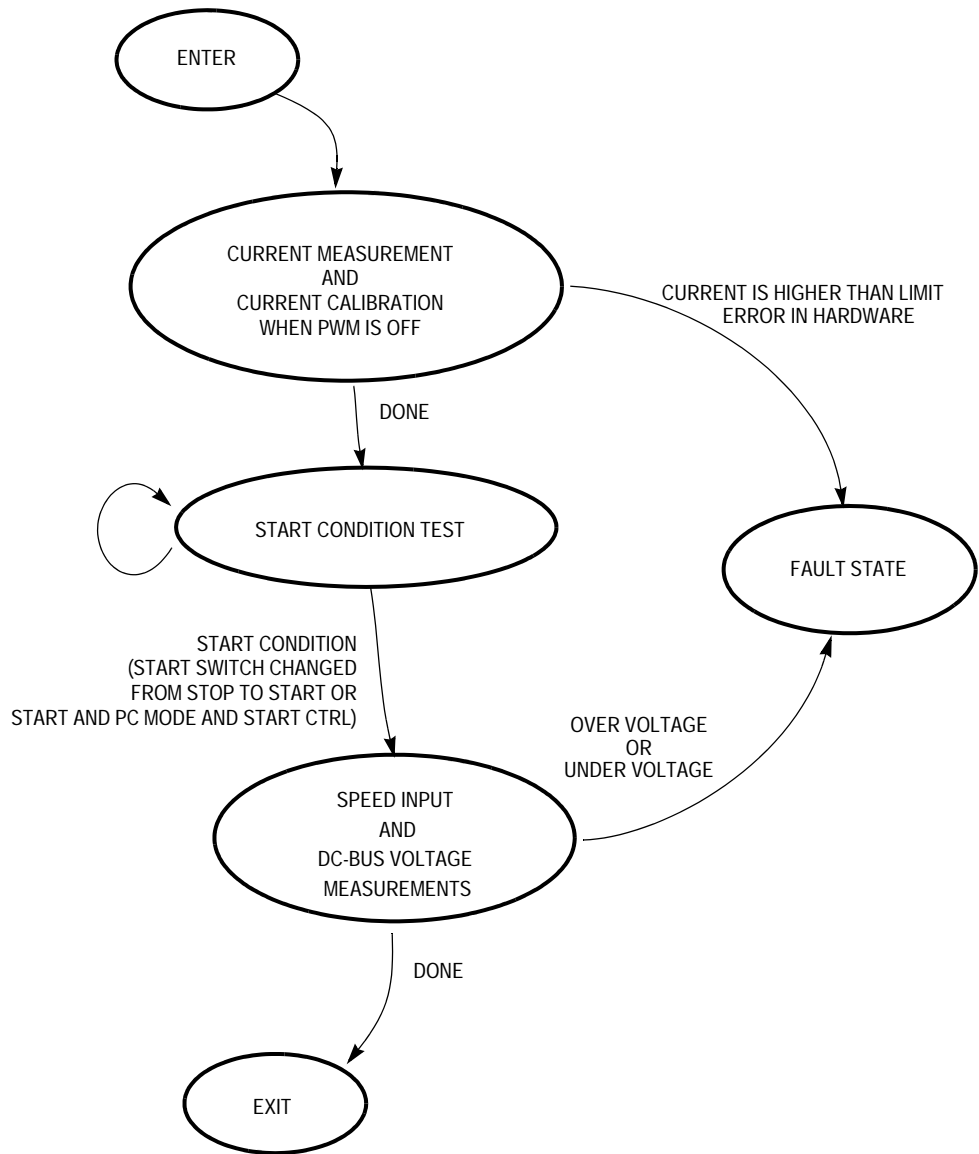 ENTER
CURRENT MEASUREMENT
AND
CURRENT CALIBRATION
WHEN PWM IS OFF
CURRENT IS HIGHER THAN LIMIT
ERROR IN HARDWARE
DONE
START CONDITION TEST
FAULT STATE
START CONDITION
(START SWITCH CHANGED
FROM STOP TO START OR
START AND PC MODE AND START CTRL)
OVER VOLTAGE
OR
UNDER VOLTAGE
SPEED INPUT
AND
DC-BUS VOLTAGE
MEASUREMENTS
DONE
EXIT